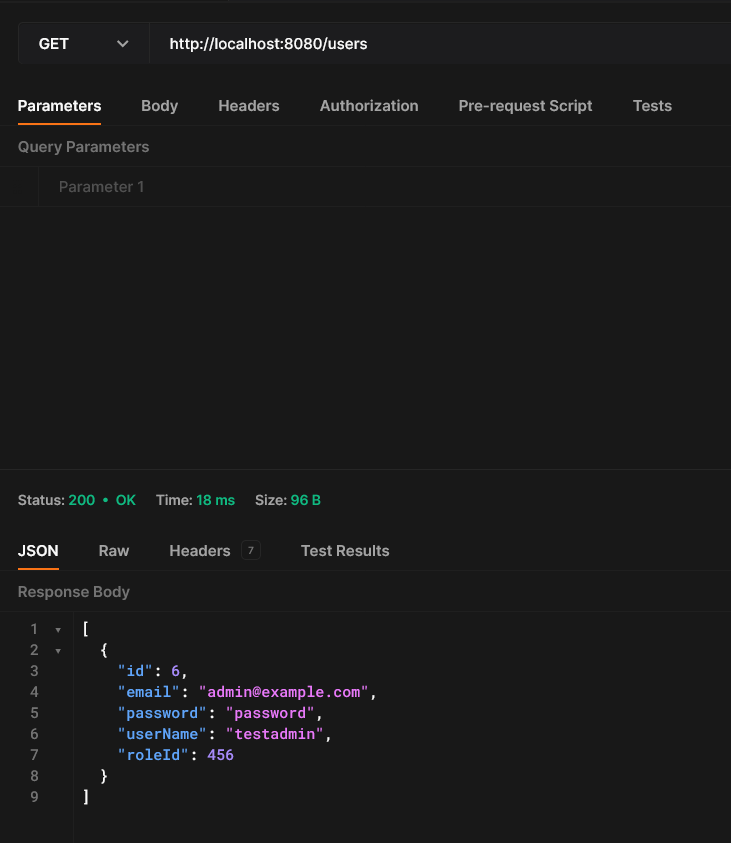 GET http://localhost:8080/users
Parameters Body Headers Authorization Pre-request Script Tests
Query Parameters
Parameter 1
Status: 200 • OK Time: 18 ms Size: 96 B
JSON Raw Headers 7 Test Results
Response Body
1 [
2 {
3 "id": 6,
4 "email": "admin@example.com",
5 "password": "password",
6 "userName": "testadmin",
7 "roleId": 456
8 }
9 ]